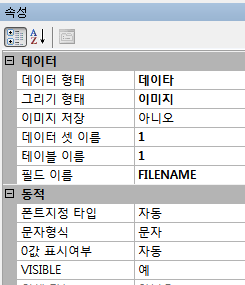 속성
데이터
데이터 형태 데이타
그리기 형태 이미지
이미지 저장 아니오
데이터 셋 이름 1
테이블 이름 1
필드 이름 FILENAME
동적
폰트지정 타입 자동
문자형식 문자
0값 표시여부 자동
VISIBLE 예